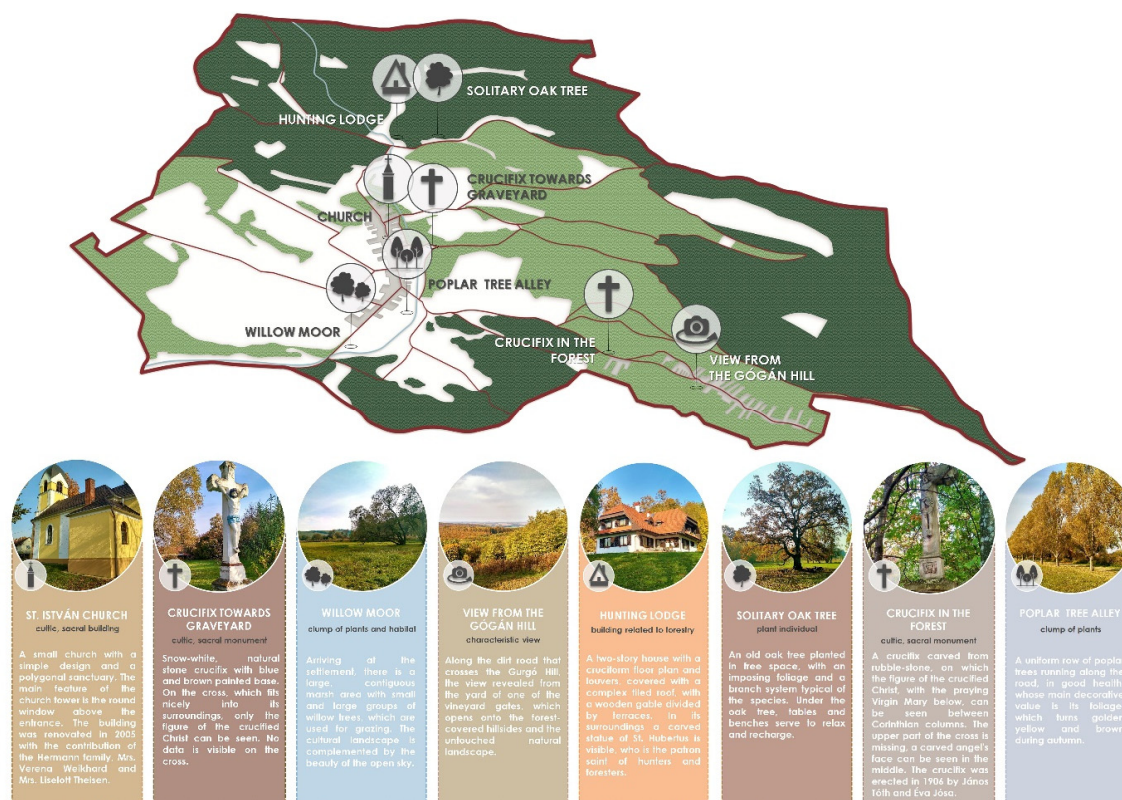 SOLITARY OAK TREE
HUNTING LODGE
CRUCIFIX TOWARDS
GRAVEYARD
CHURCH
POPLAR TREE ALLEY
WILLOW MOOR
CRUCIFIX IN THE
FOREST
VIEW FROM
THE GÓGÁN HILL
ST. ISTVÁN CHURCH
cultic, sacral building
A small church with a
simple design and a
polygonal sanctuary. The
main feature of the
church tower is the round
window above the
entrance. The building
was renovated in 2005
with the contribution of
the Hermann family, Mrs.
Verena Weikhard and
Mrs. Liselott Theisen.
CRUCIFIX TOWARDS
GRAVEYARD
cultic, sacral monument
Snow-white, natural
stone crucifix with blue
and brown painted base.
On the cross, which fits
nicely into its
surroundings, only the
figure of the crucified
Christ can be seen. No
data is visible on the
cross.
WILLOW MOOR
clump of plants and habitat
Arriving at the
settlement, there is a
large, contiguous
marsh area with small
and large groups of
willow trees, which are
used for grazing. The
cultural landscape is
complemented by the
beauty of the open sky.
VIEW FROM THE
GÓGÁN HILL
characteristic view
Along the dirt road that
crosses the Gurgó Hill,
the view revealed from
the yard of one of the
vineyard gates, which
opens onto the forest-
covered hillsides and the
untouched natural
landscape.
HUNTING LODGE
building related to forestry
A two-story house with a
cruciform floor plan and
louvers, covered with a
complex tiled roof, with
a wooden gable divided
by terraces. In its
surroundings a carved
statue of St. Hubertus is
visible, who is the patron
saint of hunters and
foresters.
SOLITARY OAK TREE
plant individual
An old oak tree planted
in free space, with an
imposing foliage and a
branch system typical of
the species. Under the
oak tree, tables and
benches serve to relax
and recharge.
CRUCIFIX IN THE
FOREST
cultic, sacral monument
A crucifix carved from
rubble-stone, on which
the figure of the crucified
Christ, with the praying
Virgin Mary below, can
be seen between
Corinthian columns. The
upper part of the cross is
missing, a carved angel's
face can be seen in the
middle. The crucifix was
erected in 1906 by János
Tóth and Éva Jósa.
POPLAR TREE ALLEY
clump of plants
A uniform row of poplar
trees running along the
road, in good health,
whose main decorative
value is its foliage,
which turns golden
yellow and brown
during autumn.